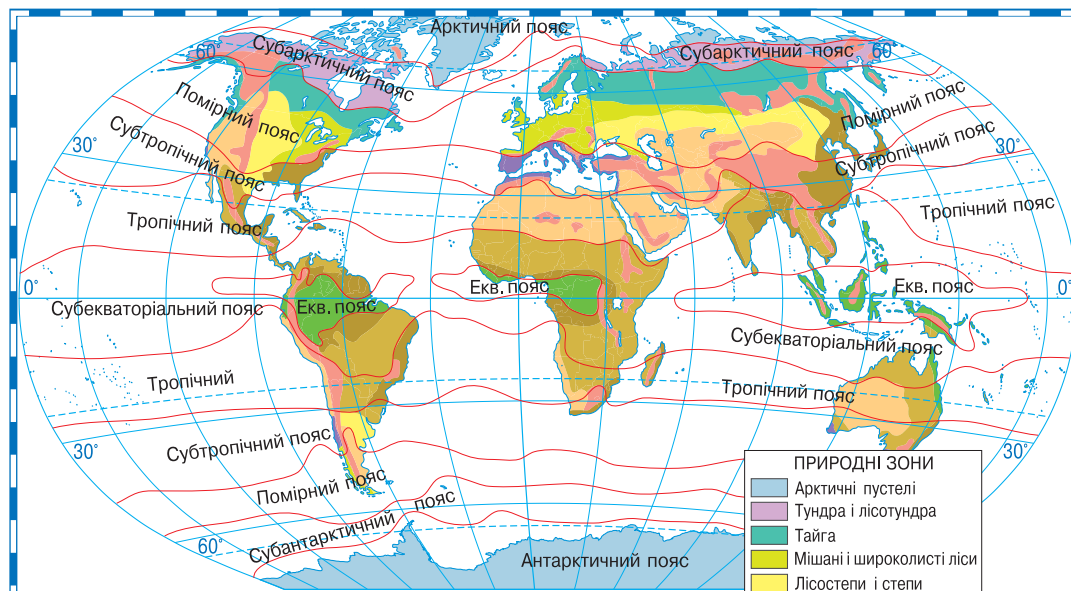 Арктичний пояс
60°
Субарктичний пояс
Субарктичний пояс
60°
Помірний пояс
Помірний пояс
30°
Субтропічний пояс
Субтропічний пояс
30°
Тропічний пояс
Тропічний пояс
0°
Екв. пояс
Екв. пояс
Екв. пояс
0°
Субекваторіальний пояс
Субекваторіальний пояс
Тропічний
Тропічний пояс
30°
Субтропічний пояс
30°
Помірний пояс
Субантарктичний пояс
60°
Антарктичний пояс
ПРИРОДНІ ЗОНИ
Арктичні пустелі
Тундра і лісотундра
Тайга
Мішані і широколисті ліси
Лісостепи і степи